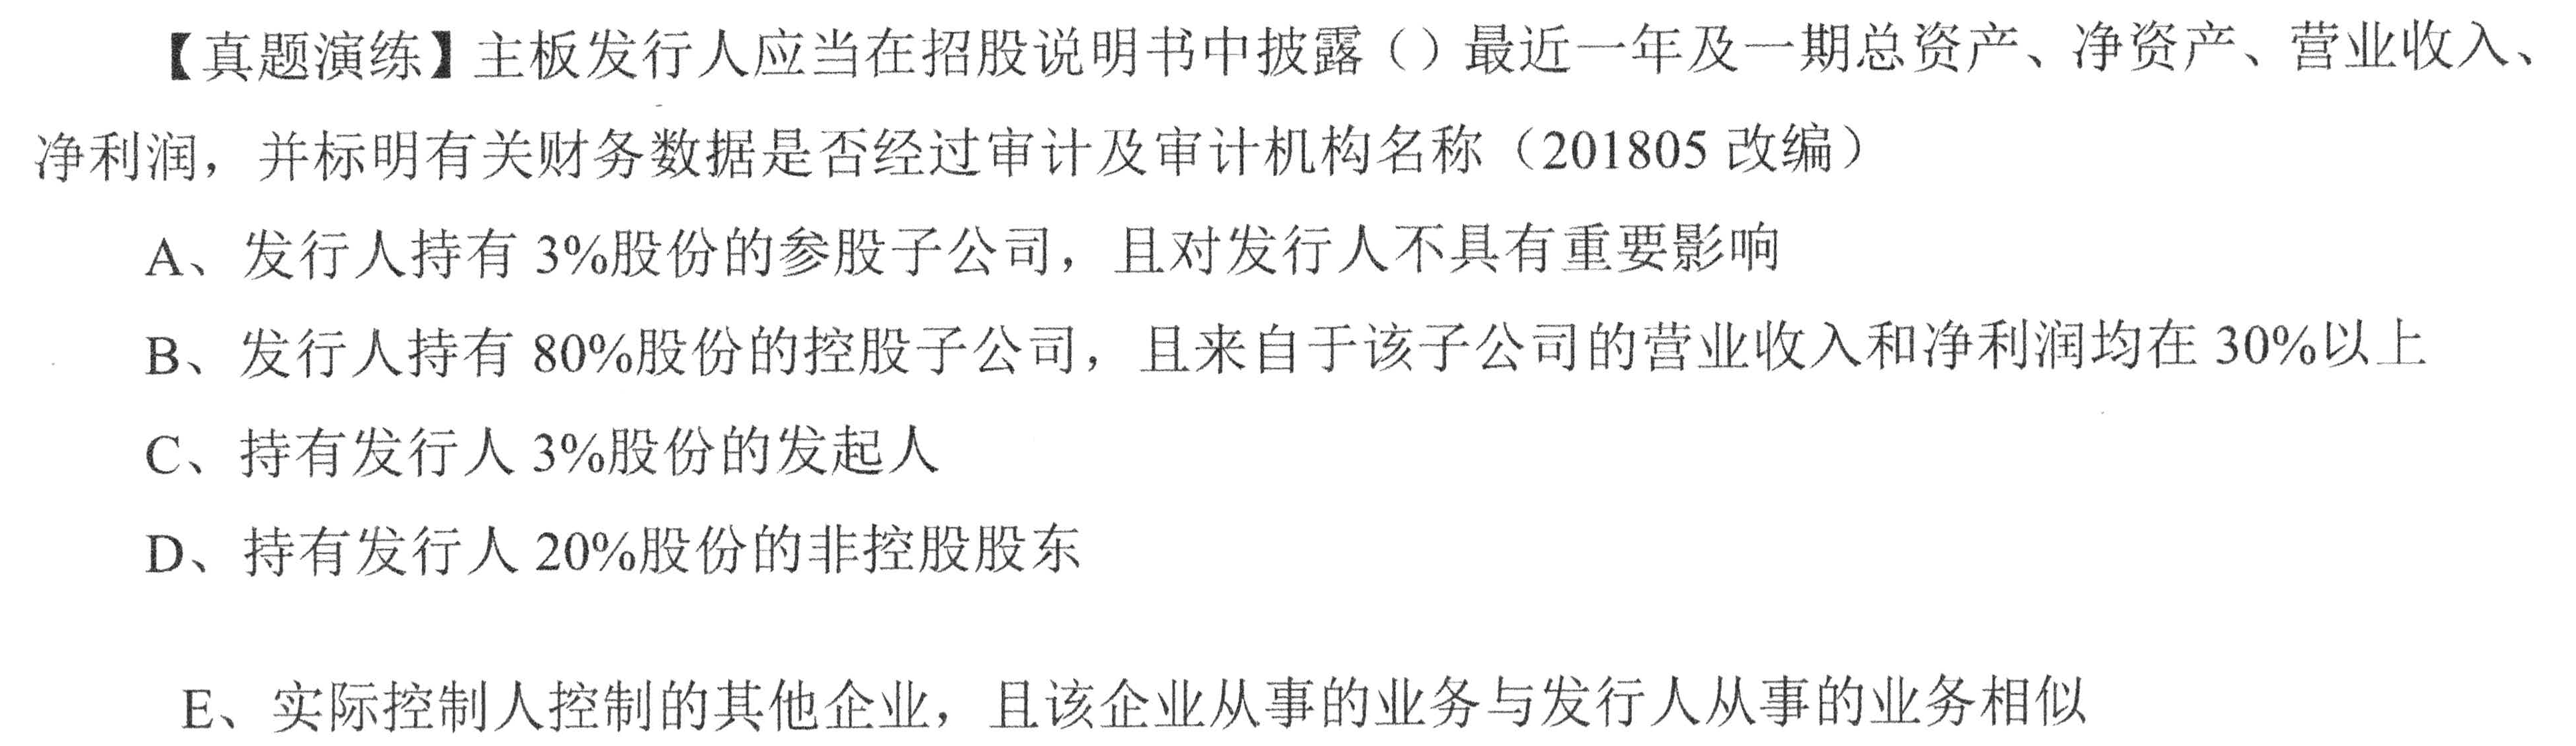 【真题演练】主板发行人应当在招股说明书中披露（）最近一年及一期总资产、净资产、营业收入、
净利润，并标明有关财务数据是否经过审计及审计机构名称（201805 改编）
A、发行人持有 3%股份的参股子公司，且对发行人不具有重要影响
B、发行人持有 80%股份的控股子公司，且来自于该子公司的营业收入和净利润均在 30%以上
C、持有发行人 3%股份的发起人
D、持有发行人 20%股份的非控股股东
E、实际控制人控制的其他企业，且该企业从事的业务与发行人从事的业务相似